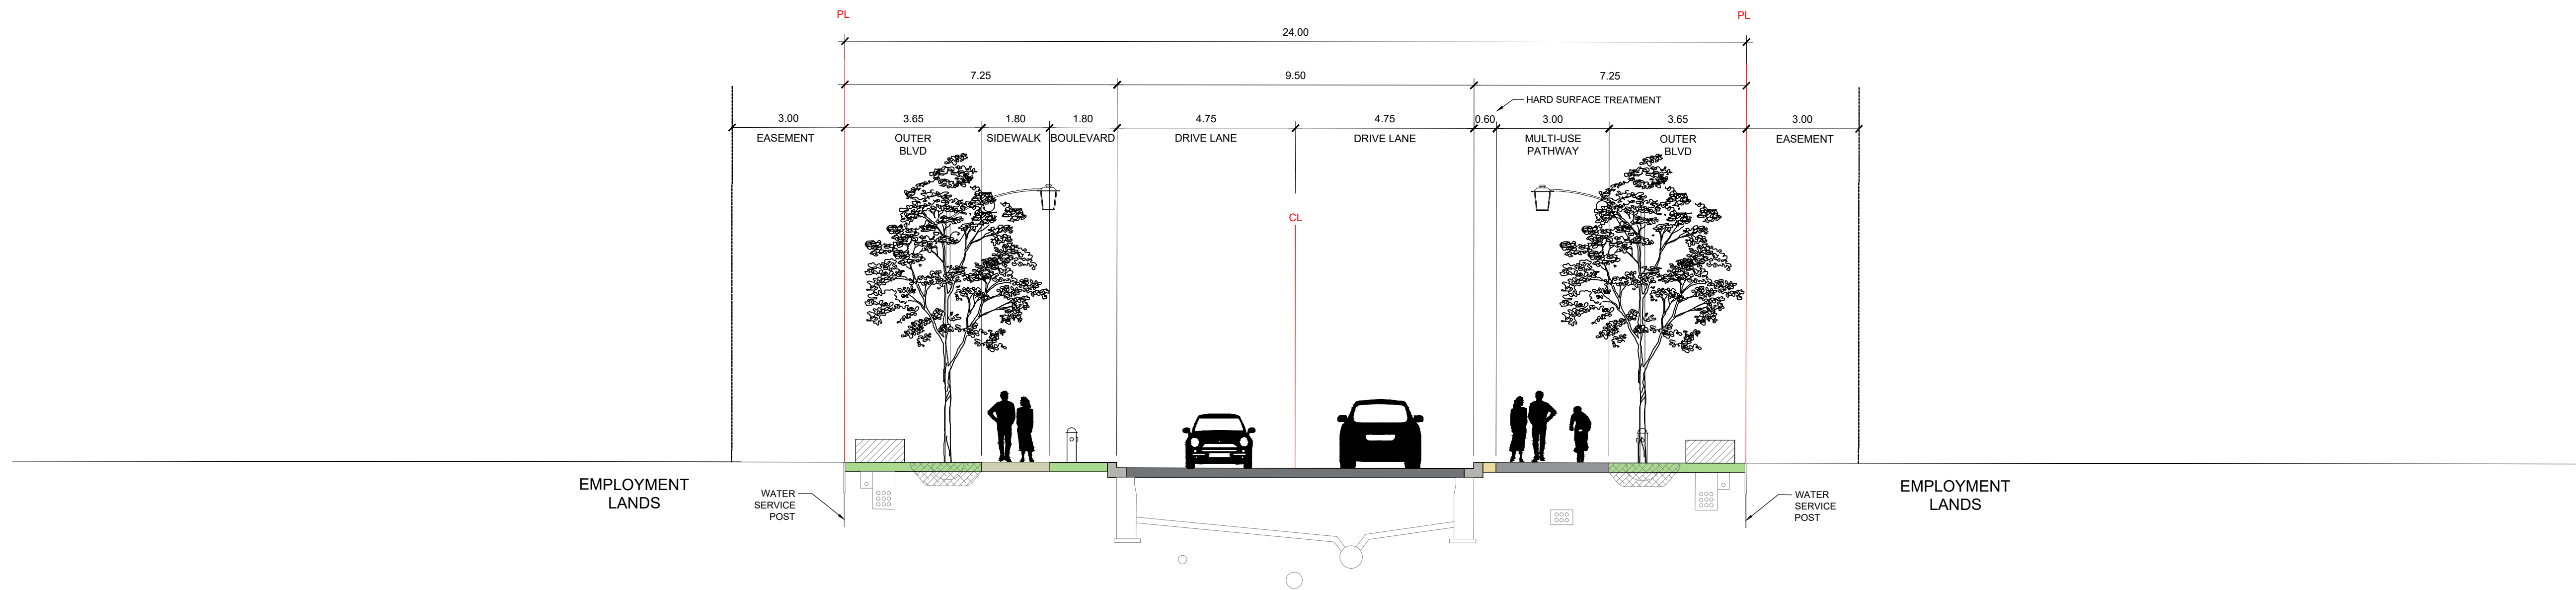 PL
PL
24.00
7.25
9.50
7.25
HARD SURFACE TREATMENT
3.00
3.65
1.80
1.80
4.75
4.75
0.60
3.00
3.65
3.00
EASEMENT
OUTER
BLVD
SIDEWALK
BOULEVARD
DRIVE LANE
DRIVE LANE
MULTI-USE
PATHWAY
OUTER
BLVD
EASEMENT
CL
EMPLOYMENT
LANDS
WATER
SERVICE
POST
WATER
SERVICE
POST
EMPLOYMENT
LANDS